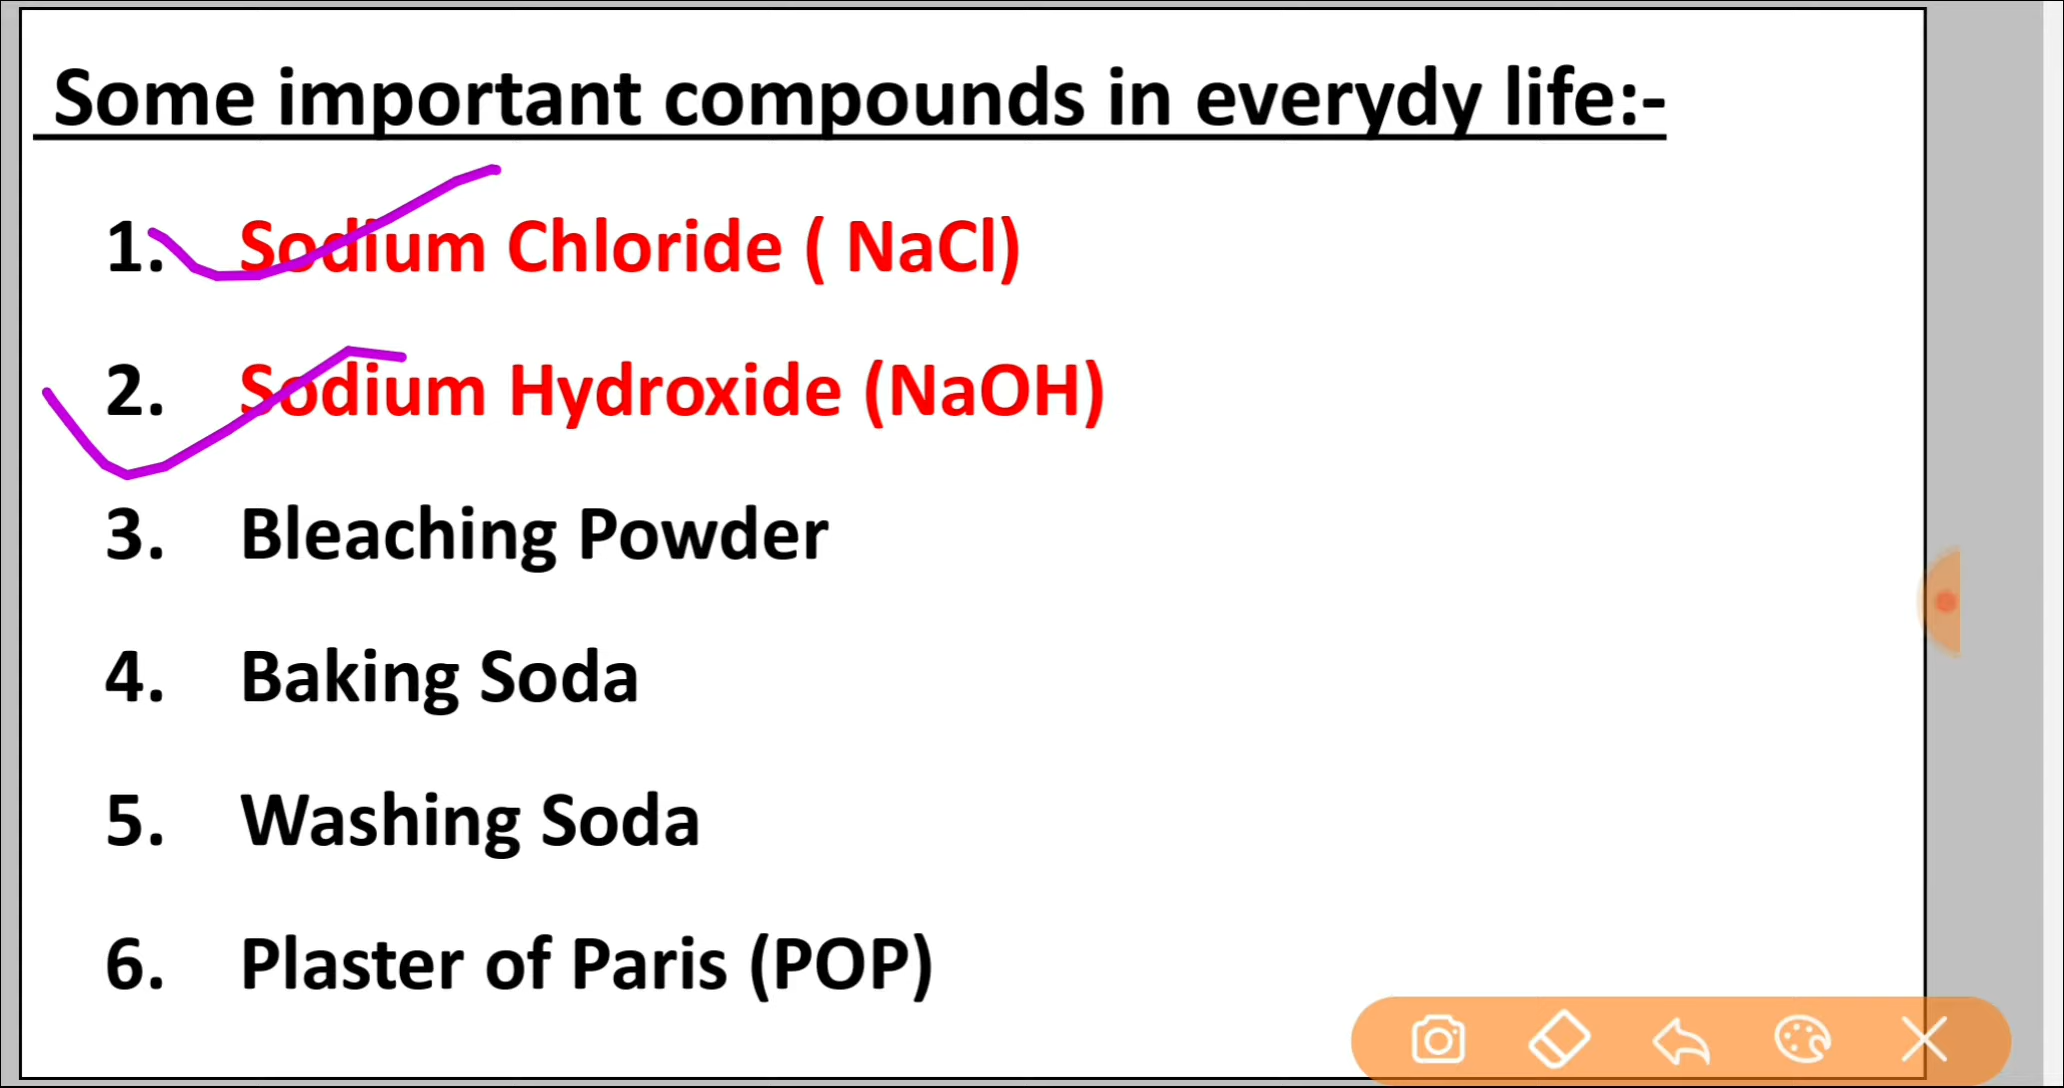 Some important compounds in everydy life:-
1. Sodium Chloride ( NaCl)
2. Sodium Hydroxide (NaOH)
3. Bleaching Powder
4. Baking Soda
5. Washing Soda
6. Plaster of Paris (POP)